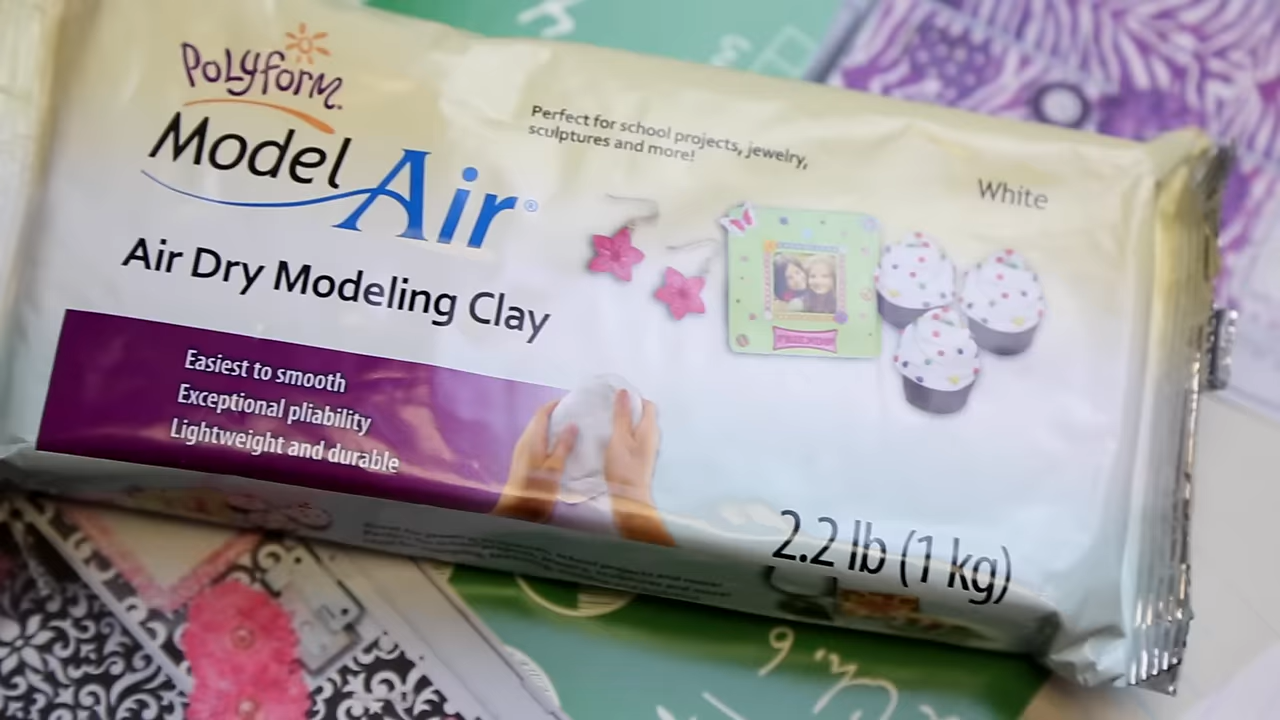 Polyform
Model Air®
Air Dry Modeling Clay
Easiest to smooth
Exceptional pliability
Lightweight and durable
Perfect for school projects, jewelry,
sculptures and more!
White
2.2 lb (1 kg)